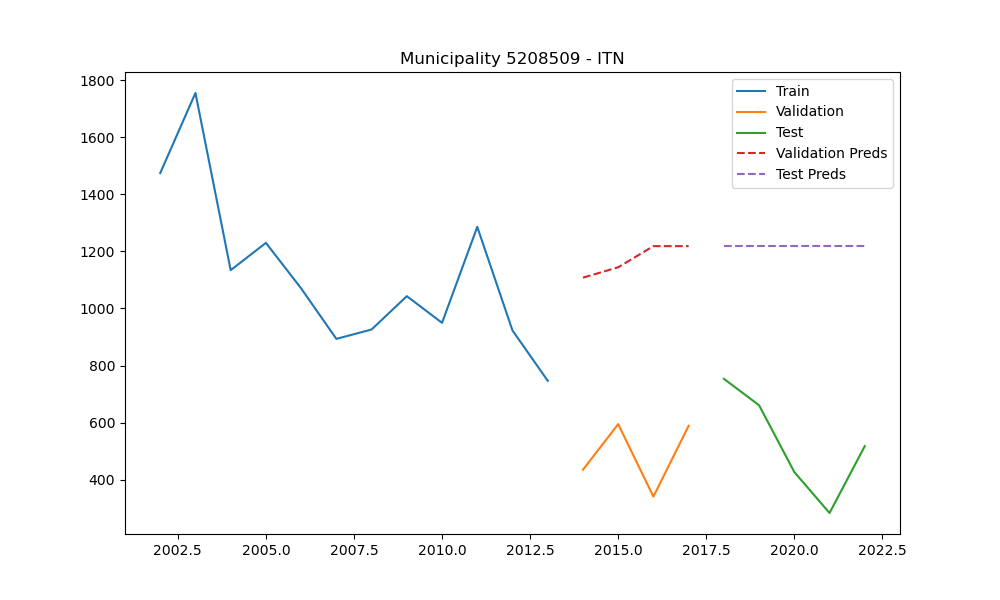 Municipality 5208509 - ITN
1800
1600
1400
1200
1000
800
600
400
Train
Validation
Test
Validation Preds
Test Preds
2002.5 2005.0 2007.5 2010.0 2012.5 2015.0 2017.5 2020.0 2022.5